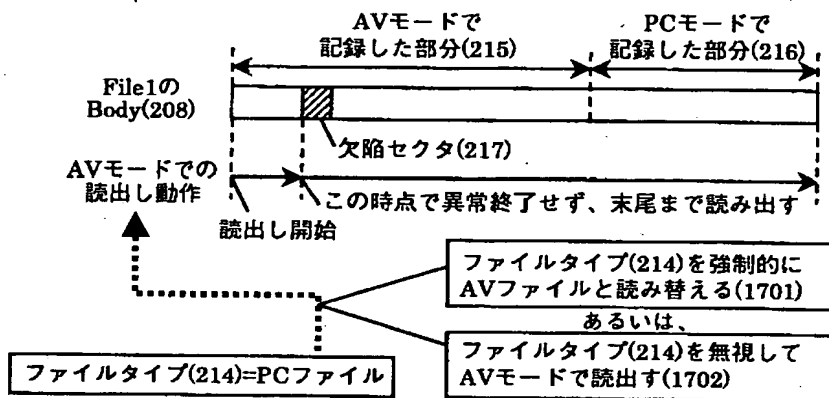 AVモードで
記録した部分(215)
PCモードで
記録した部分(216)
File1の
Body(208)
欠陥セクタ(217)
AVモードでの
読出し動作
この時点で異常終了せず、末尾まで読み出す
読出し開始
ファイルタイプ(214)を強制的に
AVファイルと読み替える(1701)
あるいは、
ファイルタイプ(214)を無視して
AVモードで読出す(1702)
ファイルタイプ(214)=PCファイル